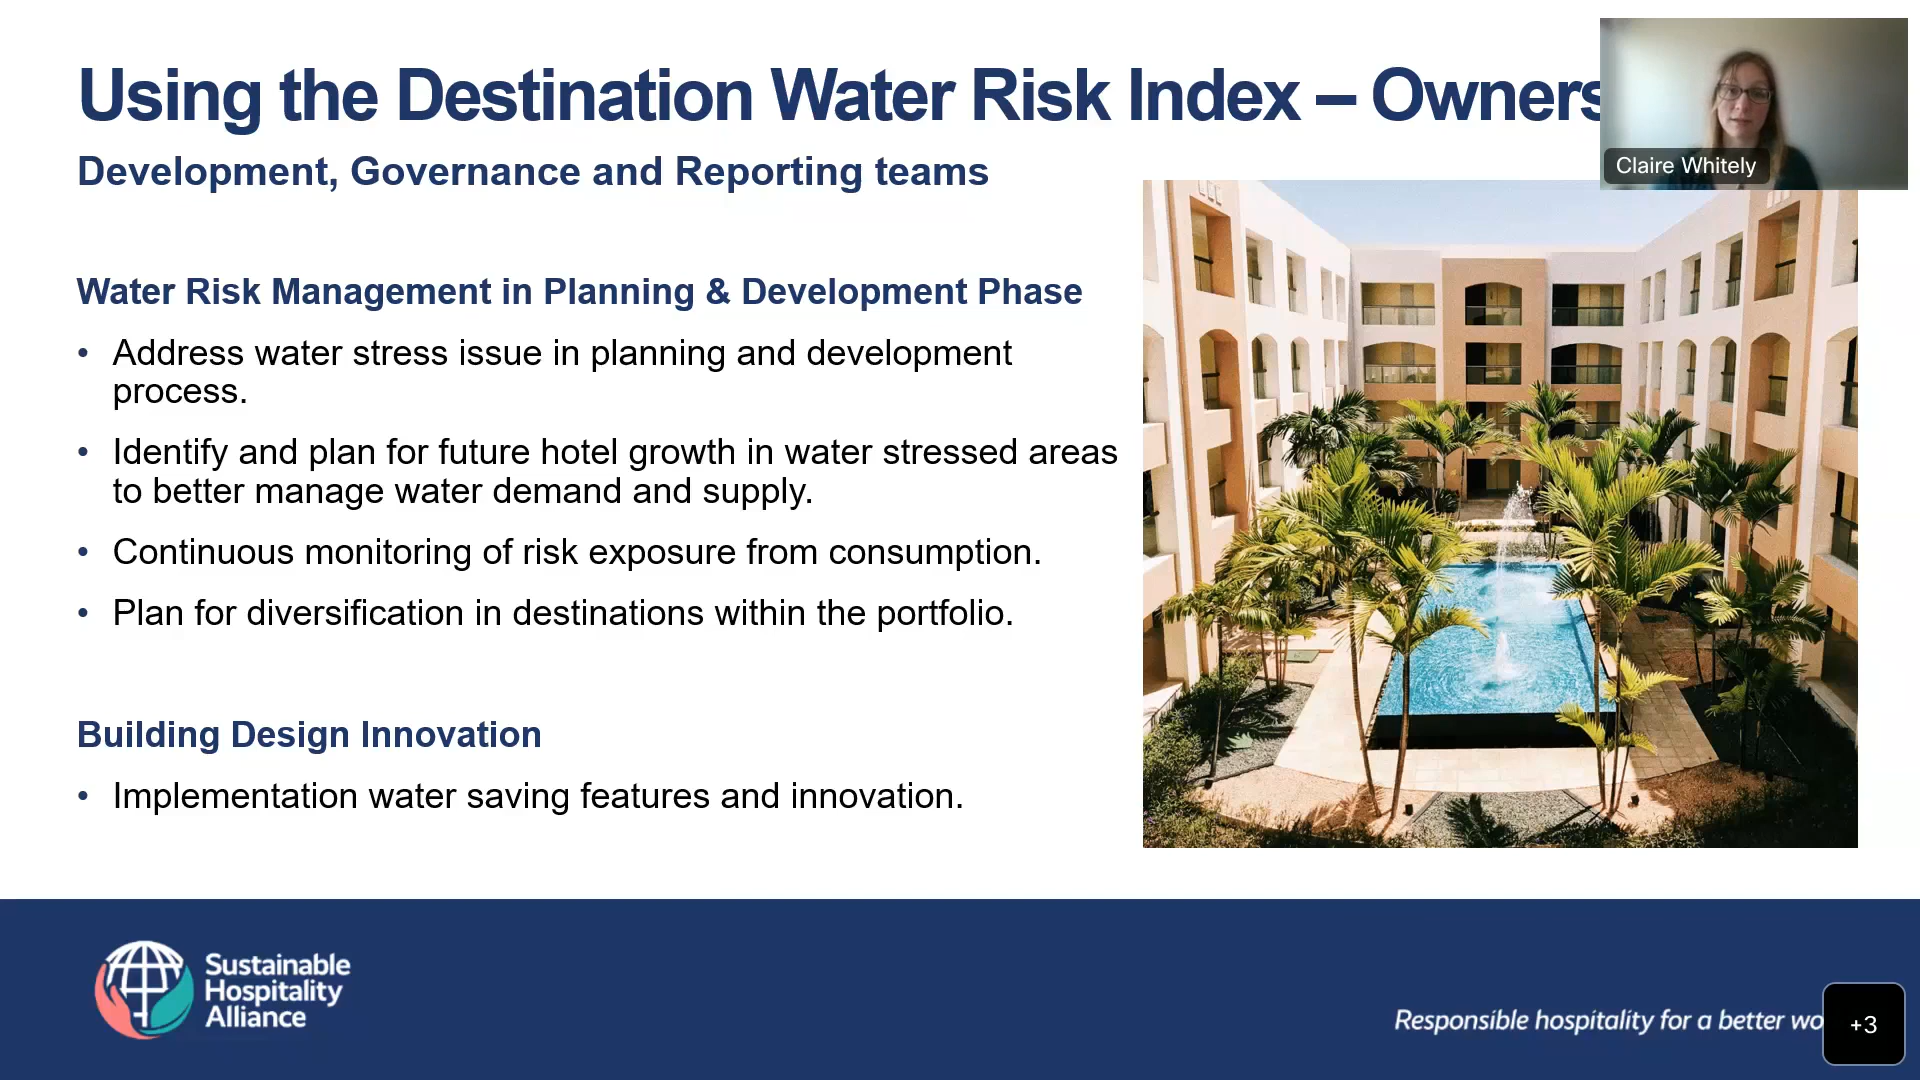 Using the Destination Water Risk Index – Owners
Claire Whitely
Development, Governance and Reporting teams
Water Risk Management in Planning & Development Phase
• Address water stress issue in planning and development
process.
• Identify and plan for future hotel growth in water stressed areas
to better manage water demand and supply.
• Continuous monitoring of risk exposure from consumption.
• Plan for diversification in destinations within the portfolio.
Building Design Innovation
• Implementation water saving features and innovation.
Sustainable
Hospitality
Alliance
Responsible hospitality for a better wo
+3